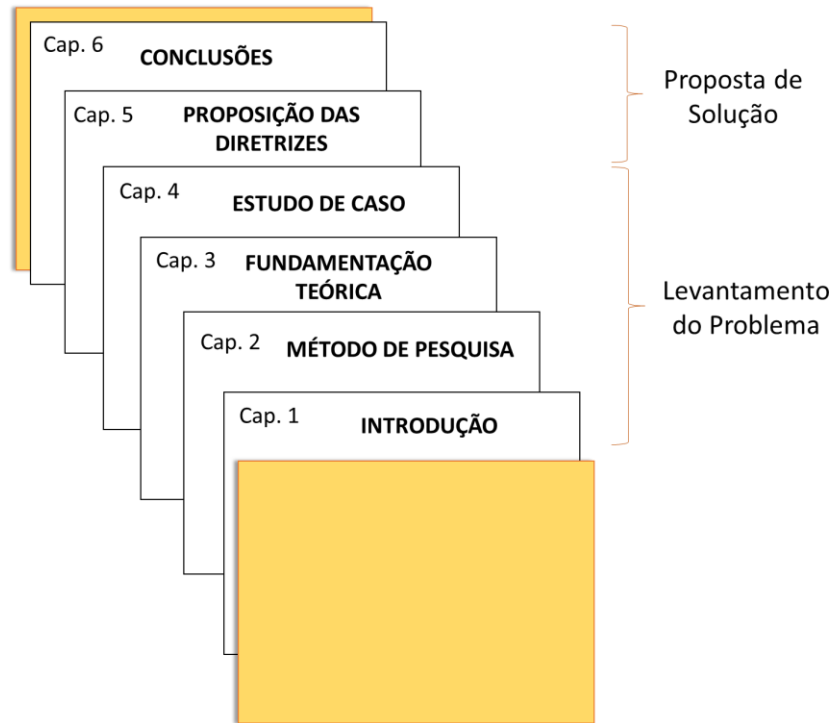 Cap. 6
CONCLUSÕES
Cap. 5
PROPOSIÇÃO DAS
DIRETRIZES
Cap. 4
ESTUDO DE CASO
Cap. 3
FUNDAMENTAÇÃO
TEÓRICA
Cap. 2
MÉTODO DE PESQUISA
Cap. 1
INTRODUÇÃO
Proposta de
Solução
Levantamento
do Problema